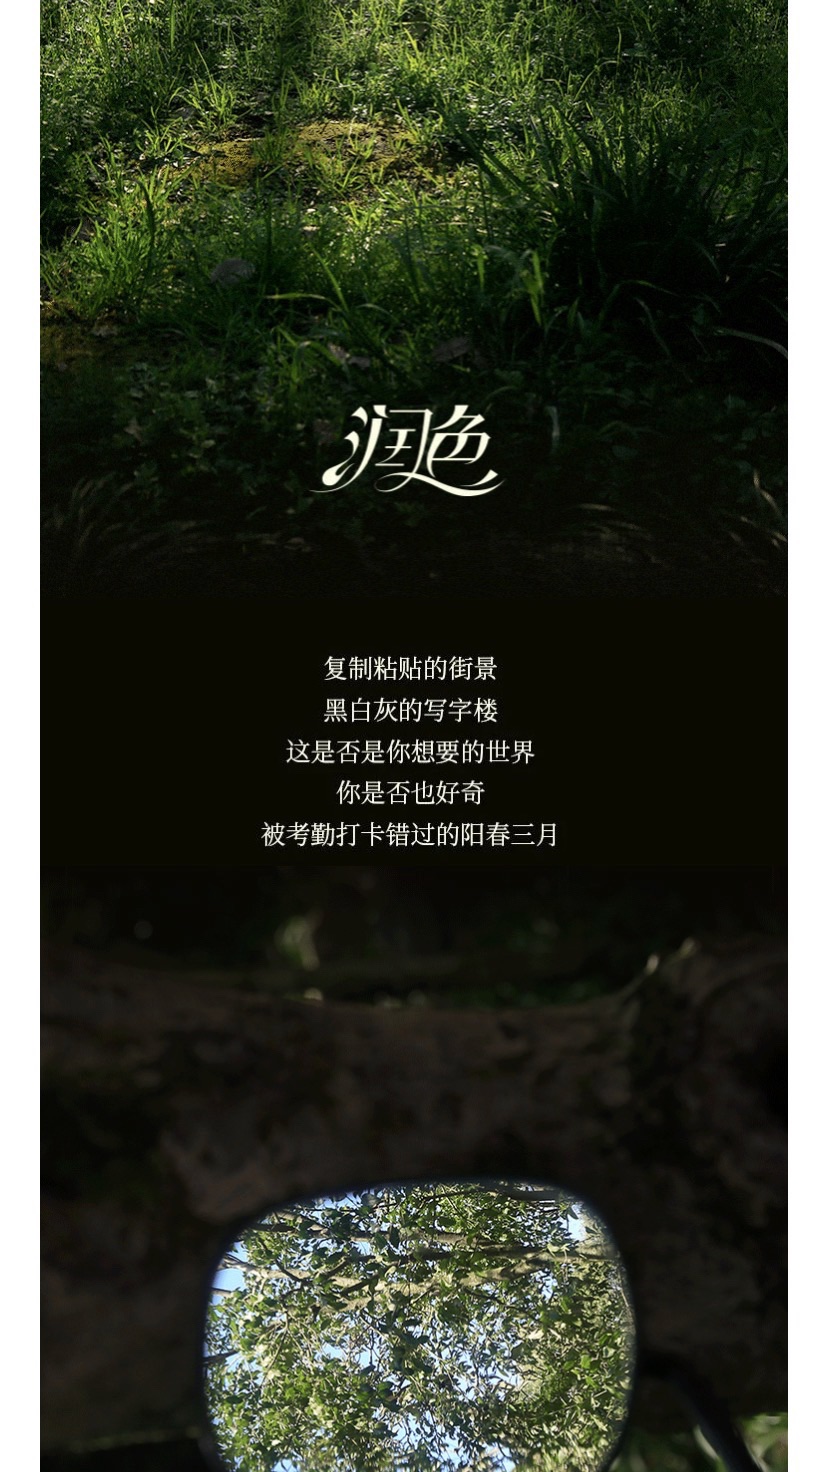 润色
复制粘贴的街景
黑白灰的写字楼
这是否是你想要的世界
你是否也好奇
被考勤打卡错过的阳春三月